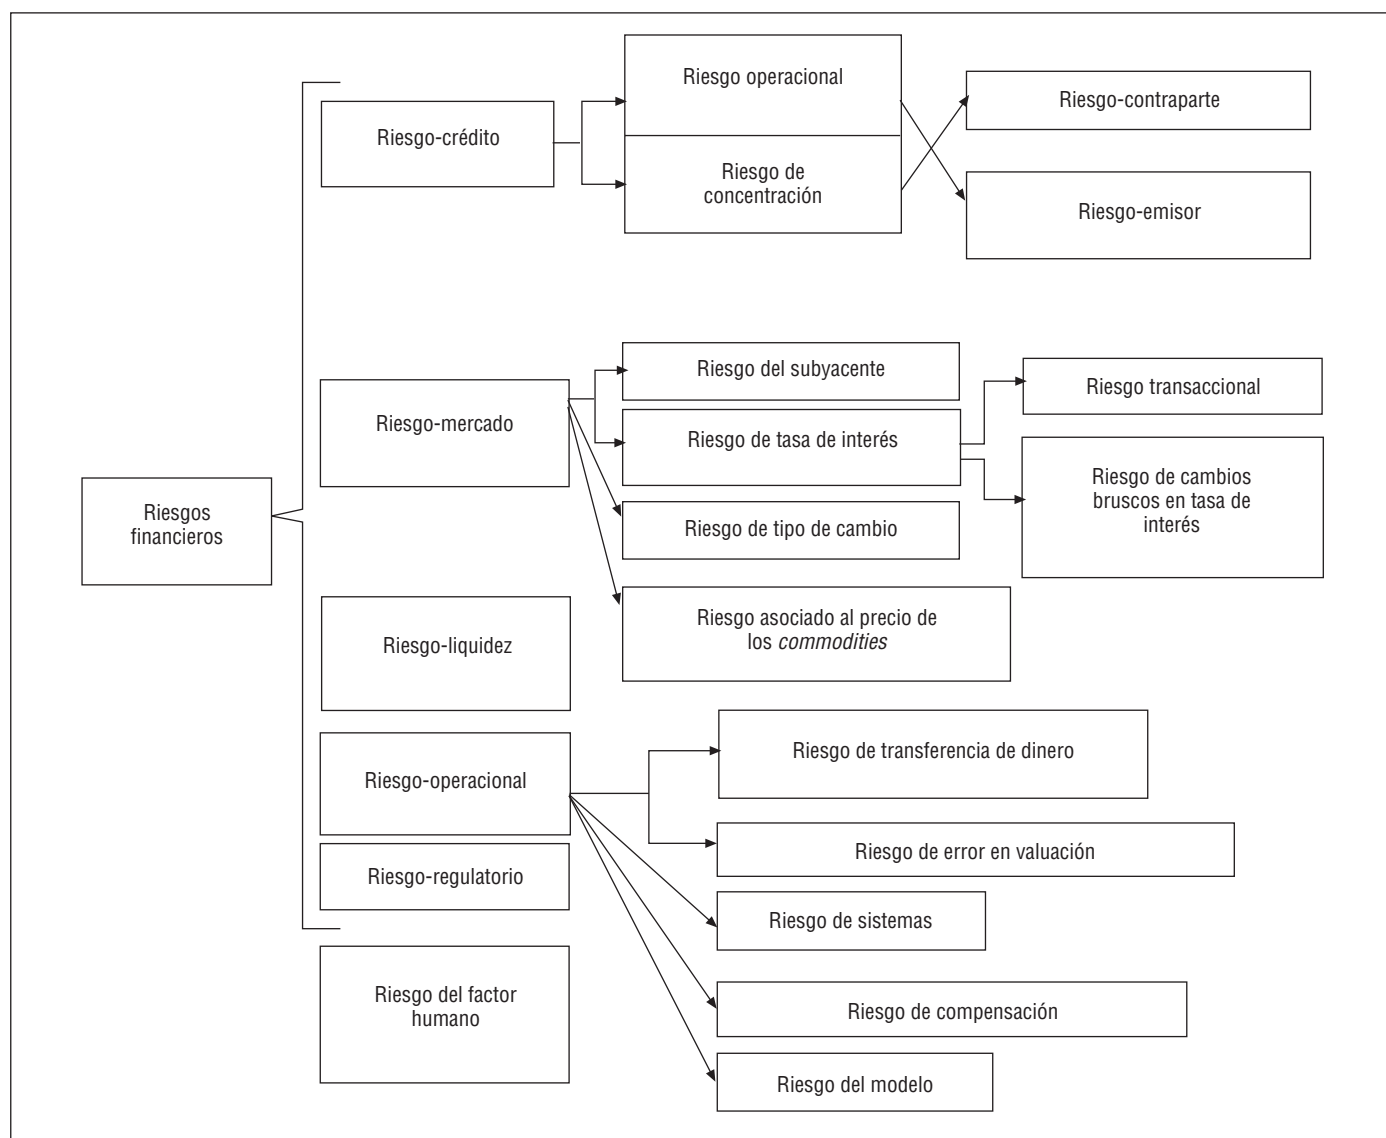 Riesgo operacional
Riesgo-contraparte
Riesgo-crédito
Riesgo de
concentración
Riesgo-emisor
Riesgo del subyacente
Riesgo transaccional
Riesgo-mercado
Riesgo de tasa de interés
Riesgo de cambios
bruscos en tasa de
interés
Riesgos
financieros
Riesgo de tipo de cambio
Riesgo asociado al precio de
los commodities
Riesgo-liquidez
Riesgo de transferencia de dinero
Riesgo-operacional
Riesgo de error en valuación
Riesgo-regulatorio
Riesgo de sistemas
Riesgo del factor
humano
Riesgo de compensación
Riesgo del modelo